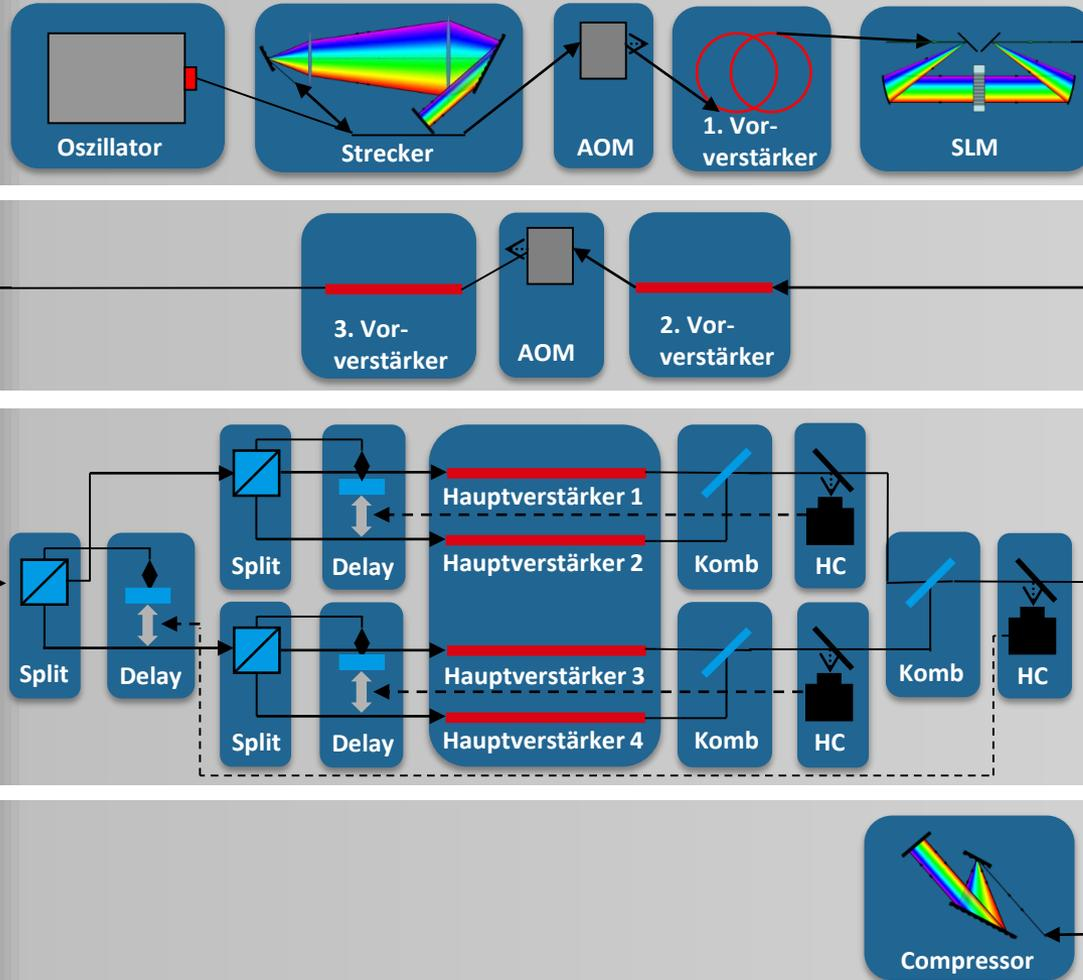 Oszillator
Strecker
AOM
1. Vor-
verstärker
SLM
3. Vor-
verstärker
AOM
2. Vor-
verstärker
Split
Delay
Hauptverstärker 1
Hauptverstärker 2
Komb
HC
Split
Delay
Komb
HC
Split
Delay
Hauptverstärker 3
Hauptverstärker 4
Komb
HC
Compressor